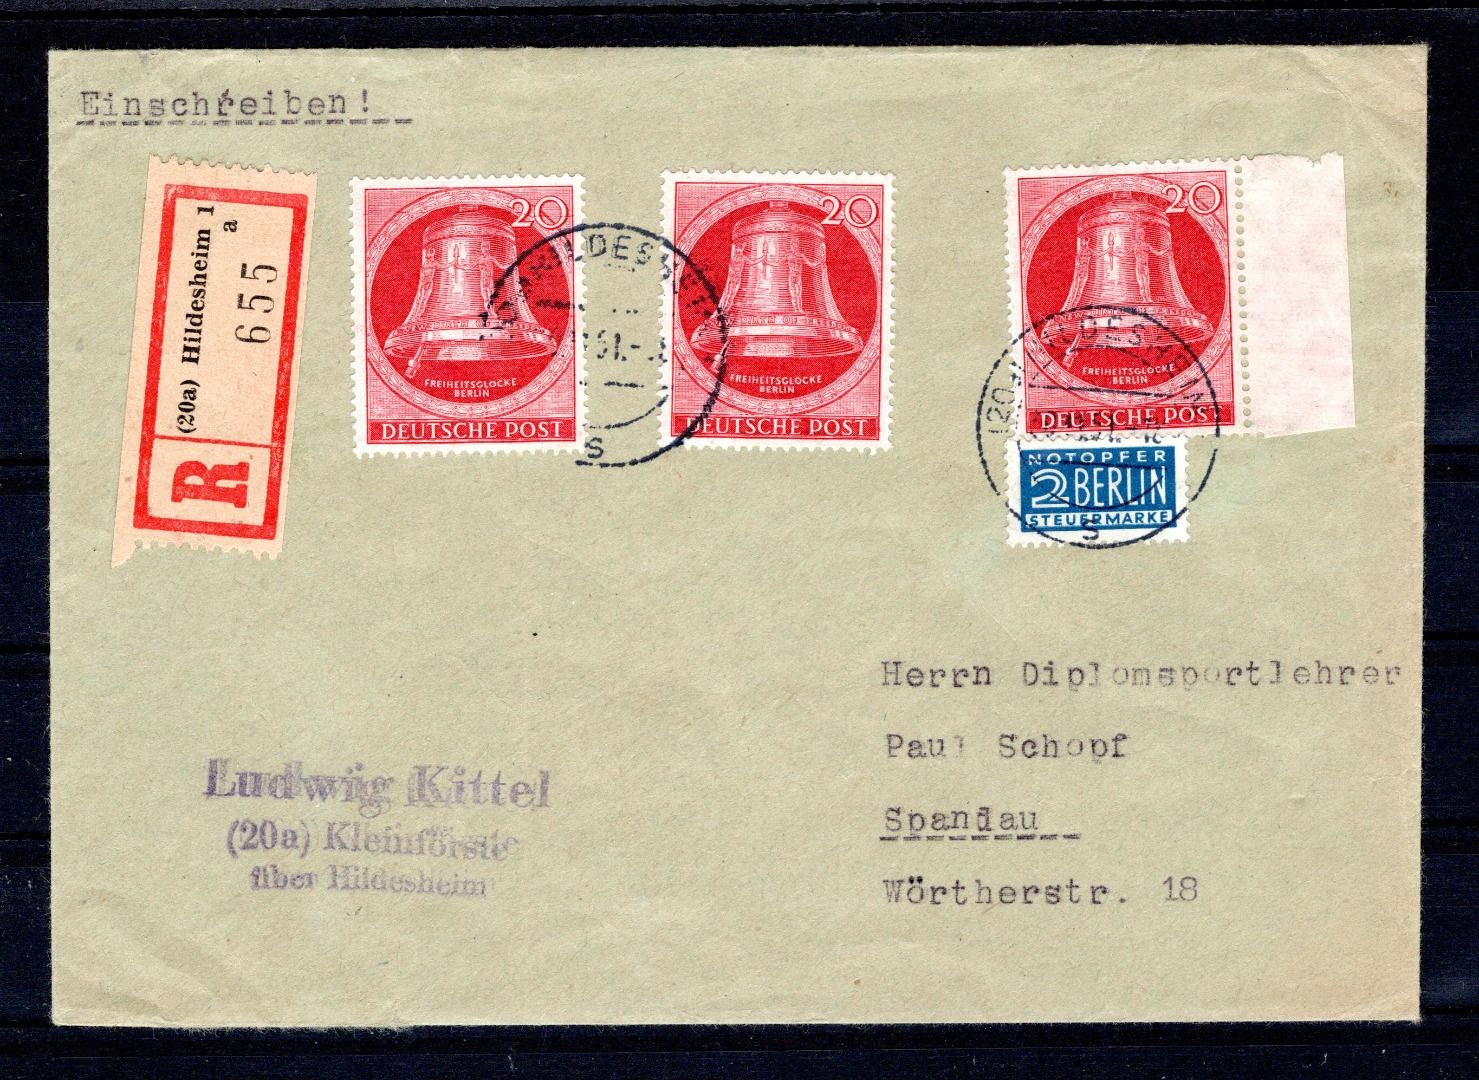 Einschreiben!
(20a) Hildesheim 1
a
655
R
20
FREIHEITSGLOCKE
BERLIN
DEUTSCHE POST
20
FREIHEITSGLOCKE
BERLIN
DEUTSCHE POST
20
FREIHEITSGLOCKE
BERLIN
DEUTSCHE POST
s
NOTOPFER
2 BERLIN
STEUERMARKE
s
Herrn Diplomsportlehrer
Paul Schopf
Spandau
Wörtherstr. 18
Ludwig Kittel
(20a) Kleinförste
über Hildesheim